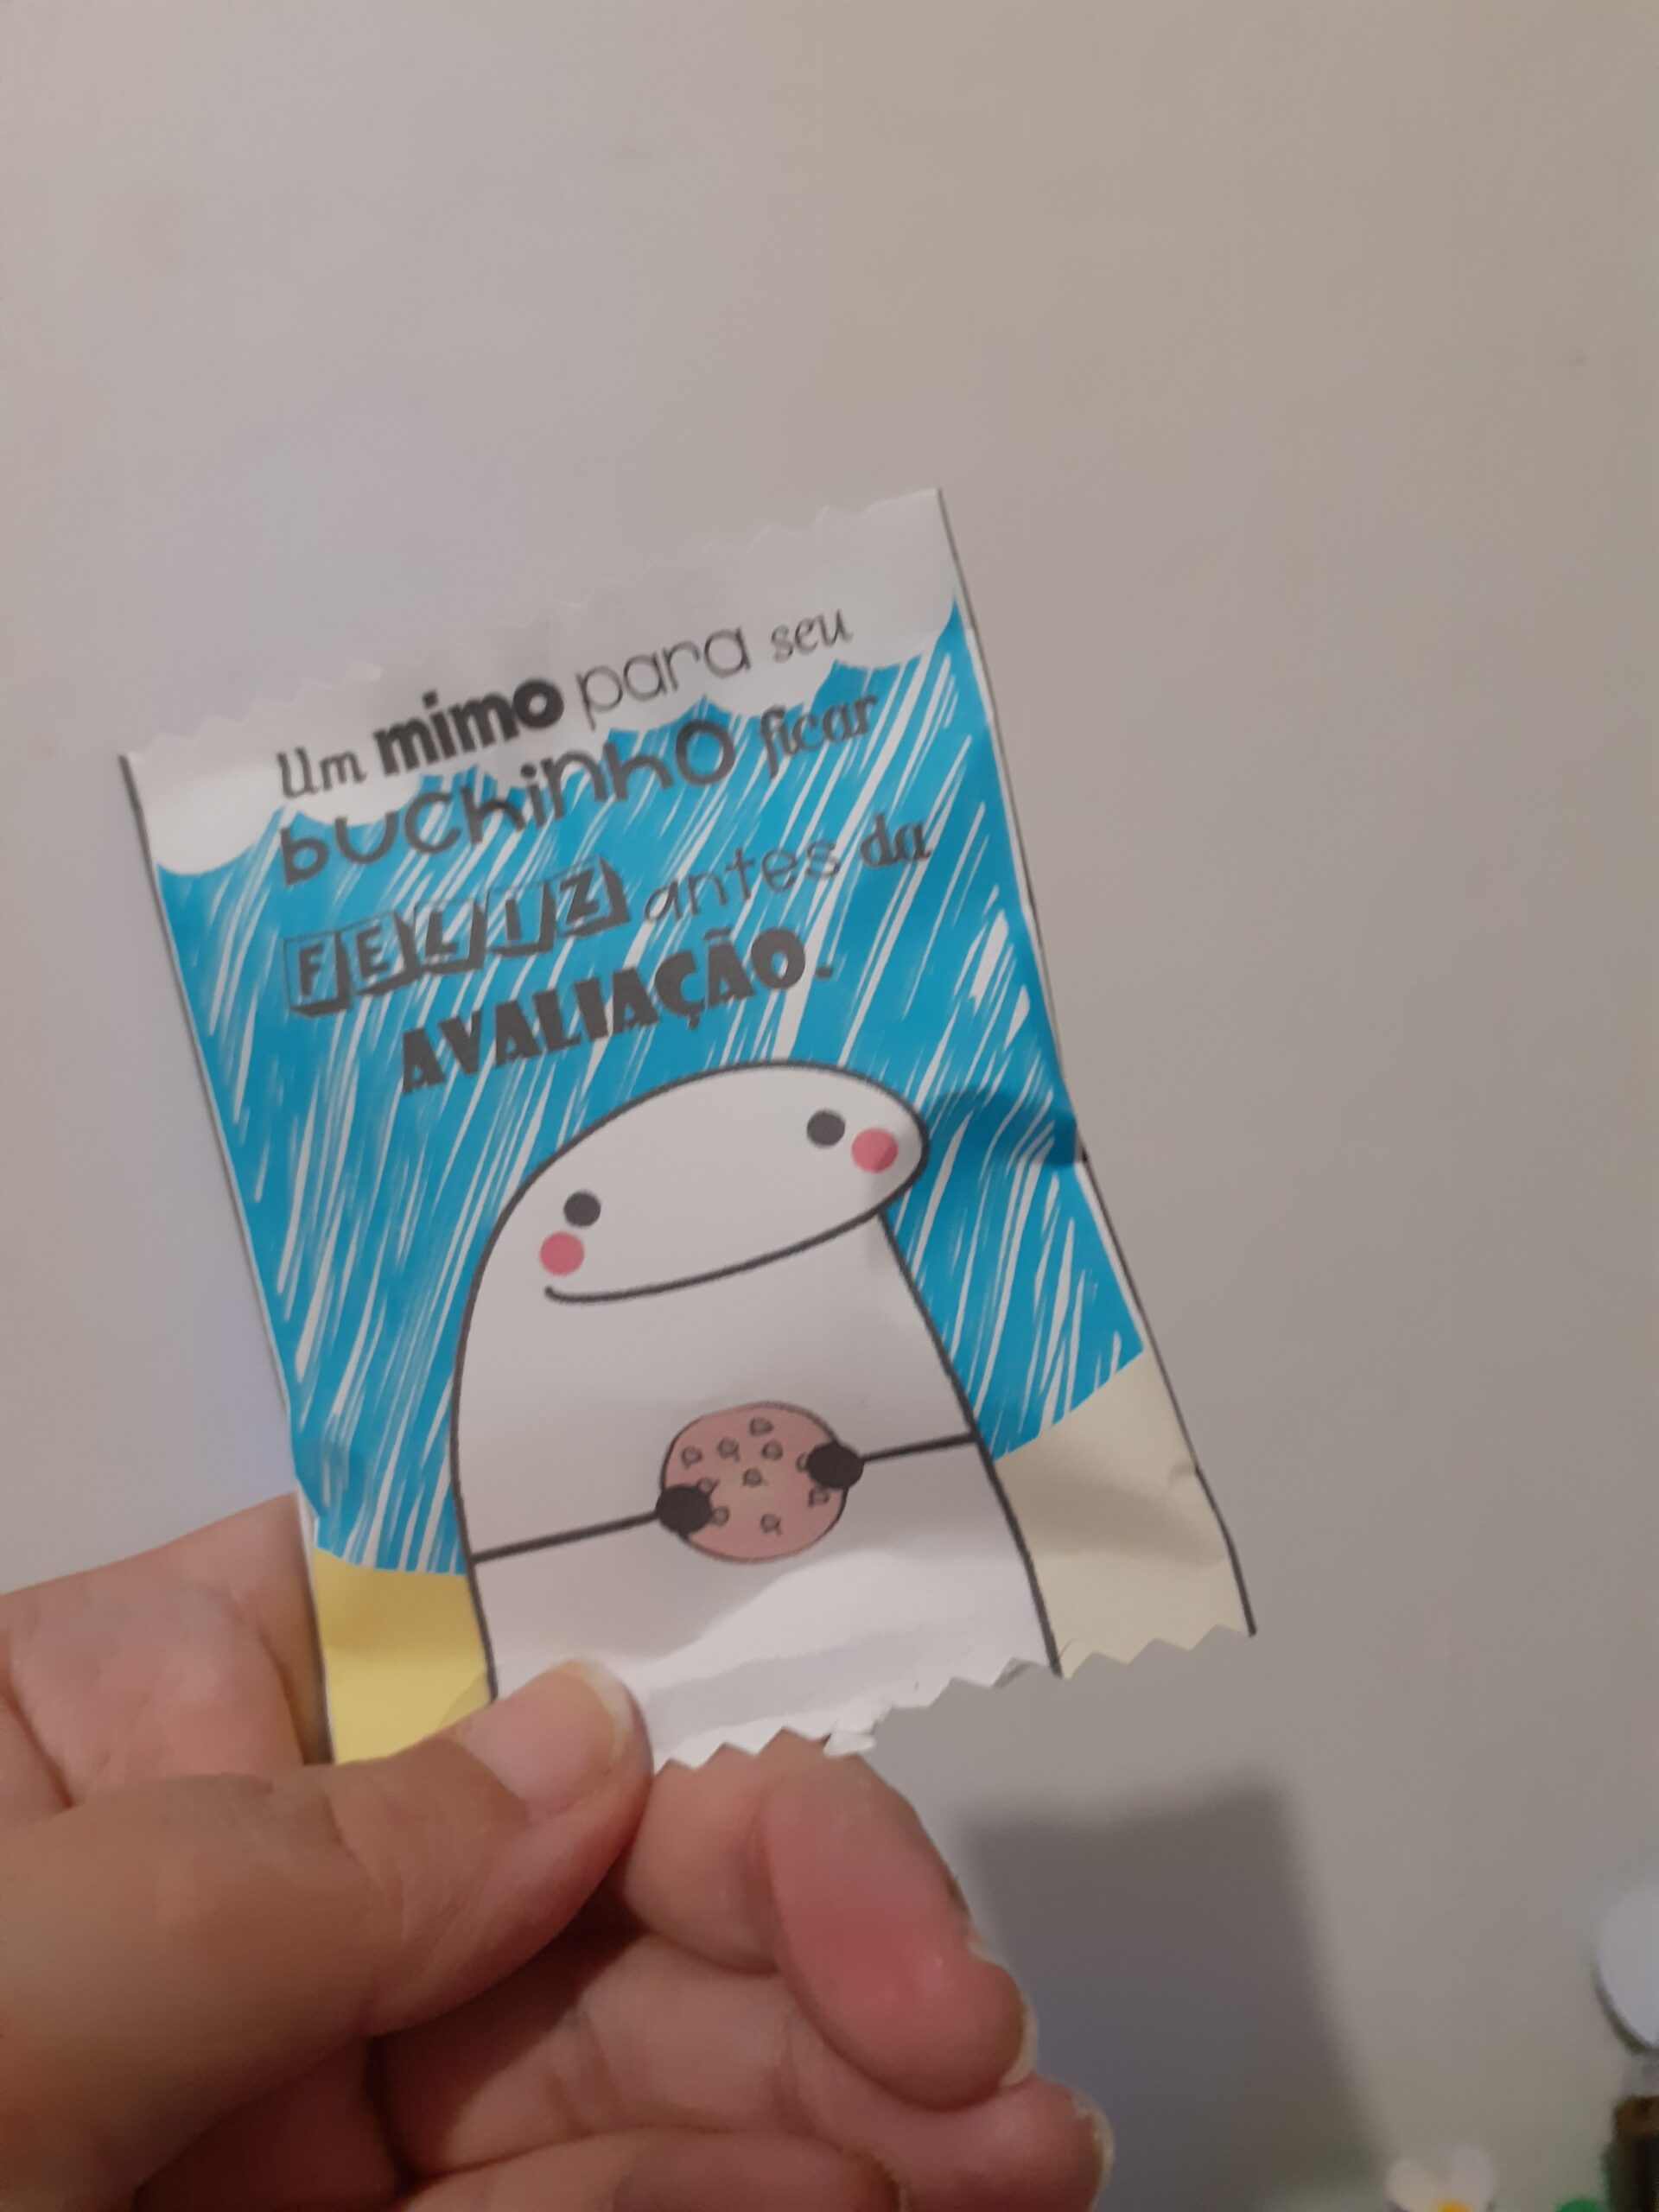 Um mimo para seu
buchinho ficar
FELIZ antes da
AVALIAÇÃO.